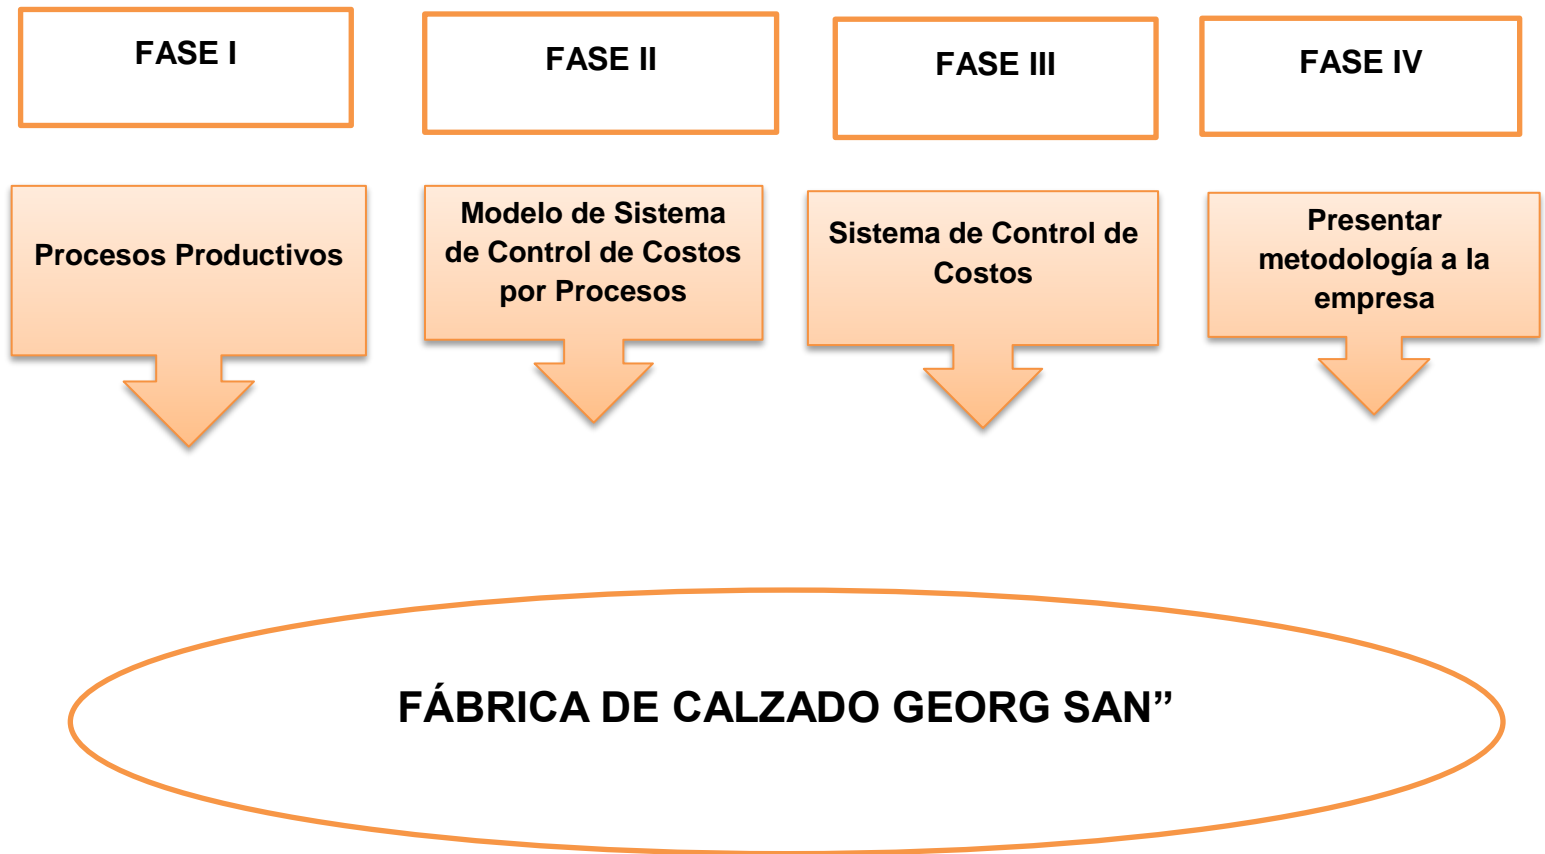 FASE I
FASE II
FASE III
FASE IV
Procesos Productivos
Modelo de Sistema
de Control de Costos
por Procesos
Sistema de Control de
Costos
Presentar
metodología a la
empresa
FÁBRICA DE CALZADO GEORG SAN”